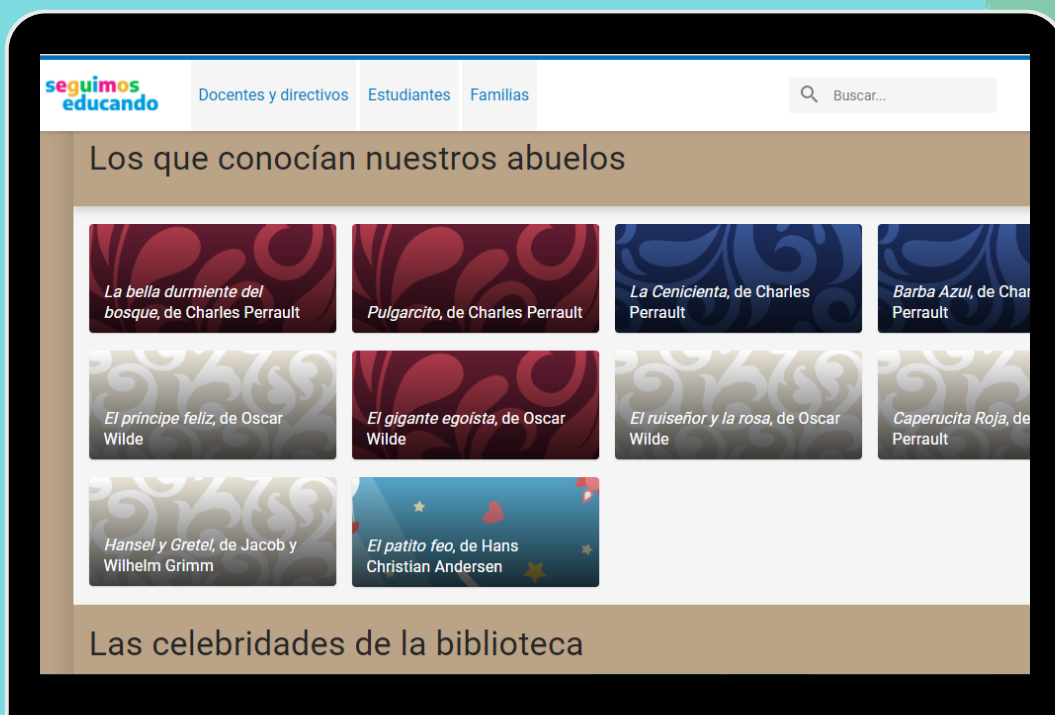 seguimos
educando
Docentes y directivos Estudiantes Familias
Buscar...
Los que conocían nuestros abuelos
La bella durmiente del
bosque, de Charles Perrault
Pulgarcito, de Charles Perrault
La Cenicienta, de Charles
Perrault
Barba Azul, de Char
Perrault
El príncipe feliz, de Oscar
Wilde
El gigante egoísta, de Oscar
Wilde
El ruiseñor y la rosa, de Oscar
Wilde
Caperucita Roja, de
Perrault
Hansel y Gretel, de Jacob y
Wilhelm Grimm
El patito feo, de Hans
Christian Andersen
Las celebridades de la biblioteca